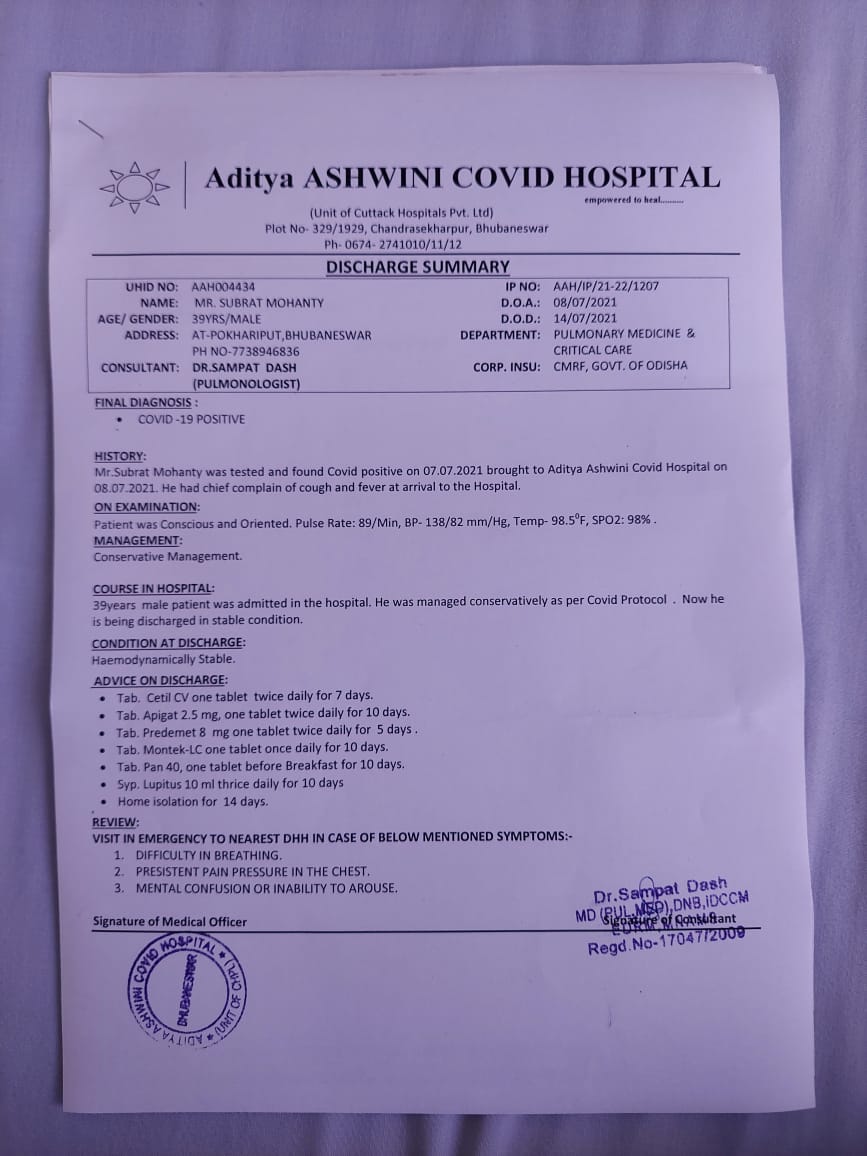 Aditya ASHWINI COVID HOSPITAL
empowered to heal..........
(Unit of Cuttack Hospitals Pvt. Ltd)
Plot No- 329/1929, Chandrasekharpur, Bhubaneswar
Ph- 0674- 2741010/11/12
DISCHARGE SUMMARY
UHID NO: AAH004434 IP NO: AAH/IP/21-22/1207
NAME: MR. SUBRAT MOHANTY D.O.A.: 08/07/2021
AGE/ GENDER: 39YRS/MALE D.O.D.: 14/07/2021
ADDRESS: AT-POKHARIPUT,BHUBANESWAR DEPARTMENT: PULMONARY MEDICINE &
PH NO-7738946836 CRITICAL CARE
CONSULTANT: DR.SAMPAT DASH CORP. INSU: CMRF, GOVT. OF ODISHA
(PULMONOLOGIST)
FINAL DIAGNOSIS :
• COVID -19 POSITIVE
HISTORY:
Mr.Subrat Mohanty was tested and found Covid positive on 07.07.2021 brought to Aditya Ashwini Covid Hospital on
08.07.2021. He had chief complain of cough and fever at arrival to the Hospital.
ON EXAMINATION:
Patient was Conscious and Oriented. Pulse Rate: 89/Min, BP- 138/82 mm/Hg, Temp- 98.5⁰F, SPO2: 98% .
MANAGEMENT:
Conservative Management.
COURSE IN HOSPITAL:
39years male patient was admitted in the hospital. He was managed conservatively as per Covid Protocol . Now he
is being discharged in stable condition.
CONDITION AT DISCHARGE:
Haemodynamically Stable.
ADVICE ON DISCHARGE:
• Tab. Cetil CV one tablet twice daily for 7 days.
• Tab. Apigat 2.5 mg, one tablet twice daily for 10 days.
• Tab. Predemet 8 mg one tablet twice daily for 5 days .
• Tab. Montek-LC one tablet once daily for 10 days.
• Tab. Pan 40, one tablet before Breakfast for 10 days.
• Syp. Lupitus 10 ml thrice daily for 10 days
• Home isolation for 14 days.
REVIEW:
VISIT IN EMERGENCY TO NEAREST DHH IN CASE OF BELOW MENTIONED SYMPTOMS:-
1. DIFFICULTY IN BREATHING.
2. PRESISTENT PAIN PRESSURE IN THE CHEST.
3. MENTAL CONFUSION OR INABILITY TO AROUSE.
Dr.Sampat Dash
MD (PUL.MED),DNB,IDCCM
Signature of Medical Officer Signature of Consultant
Regd.No-17047/2009
ADITYA ASHWINI COVID HOSPITAL ★ (UNIT OF CHPL) ★
BHUBANESWAR